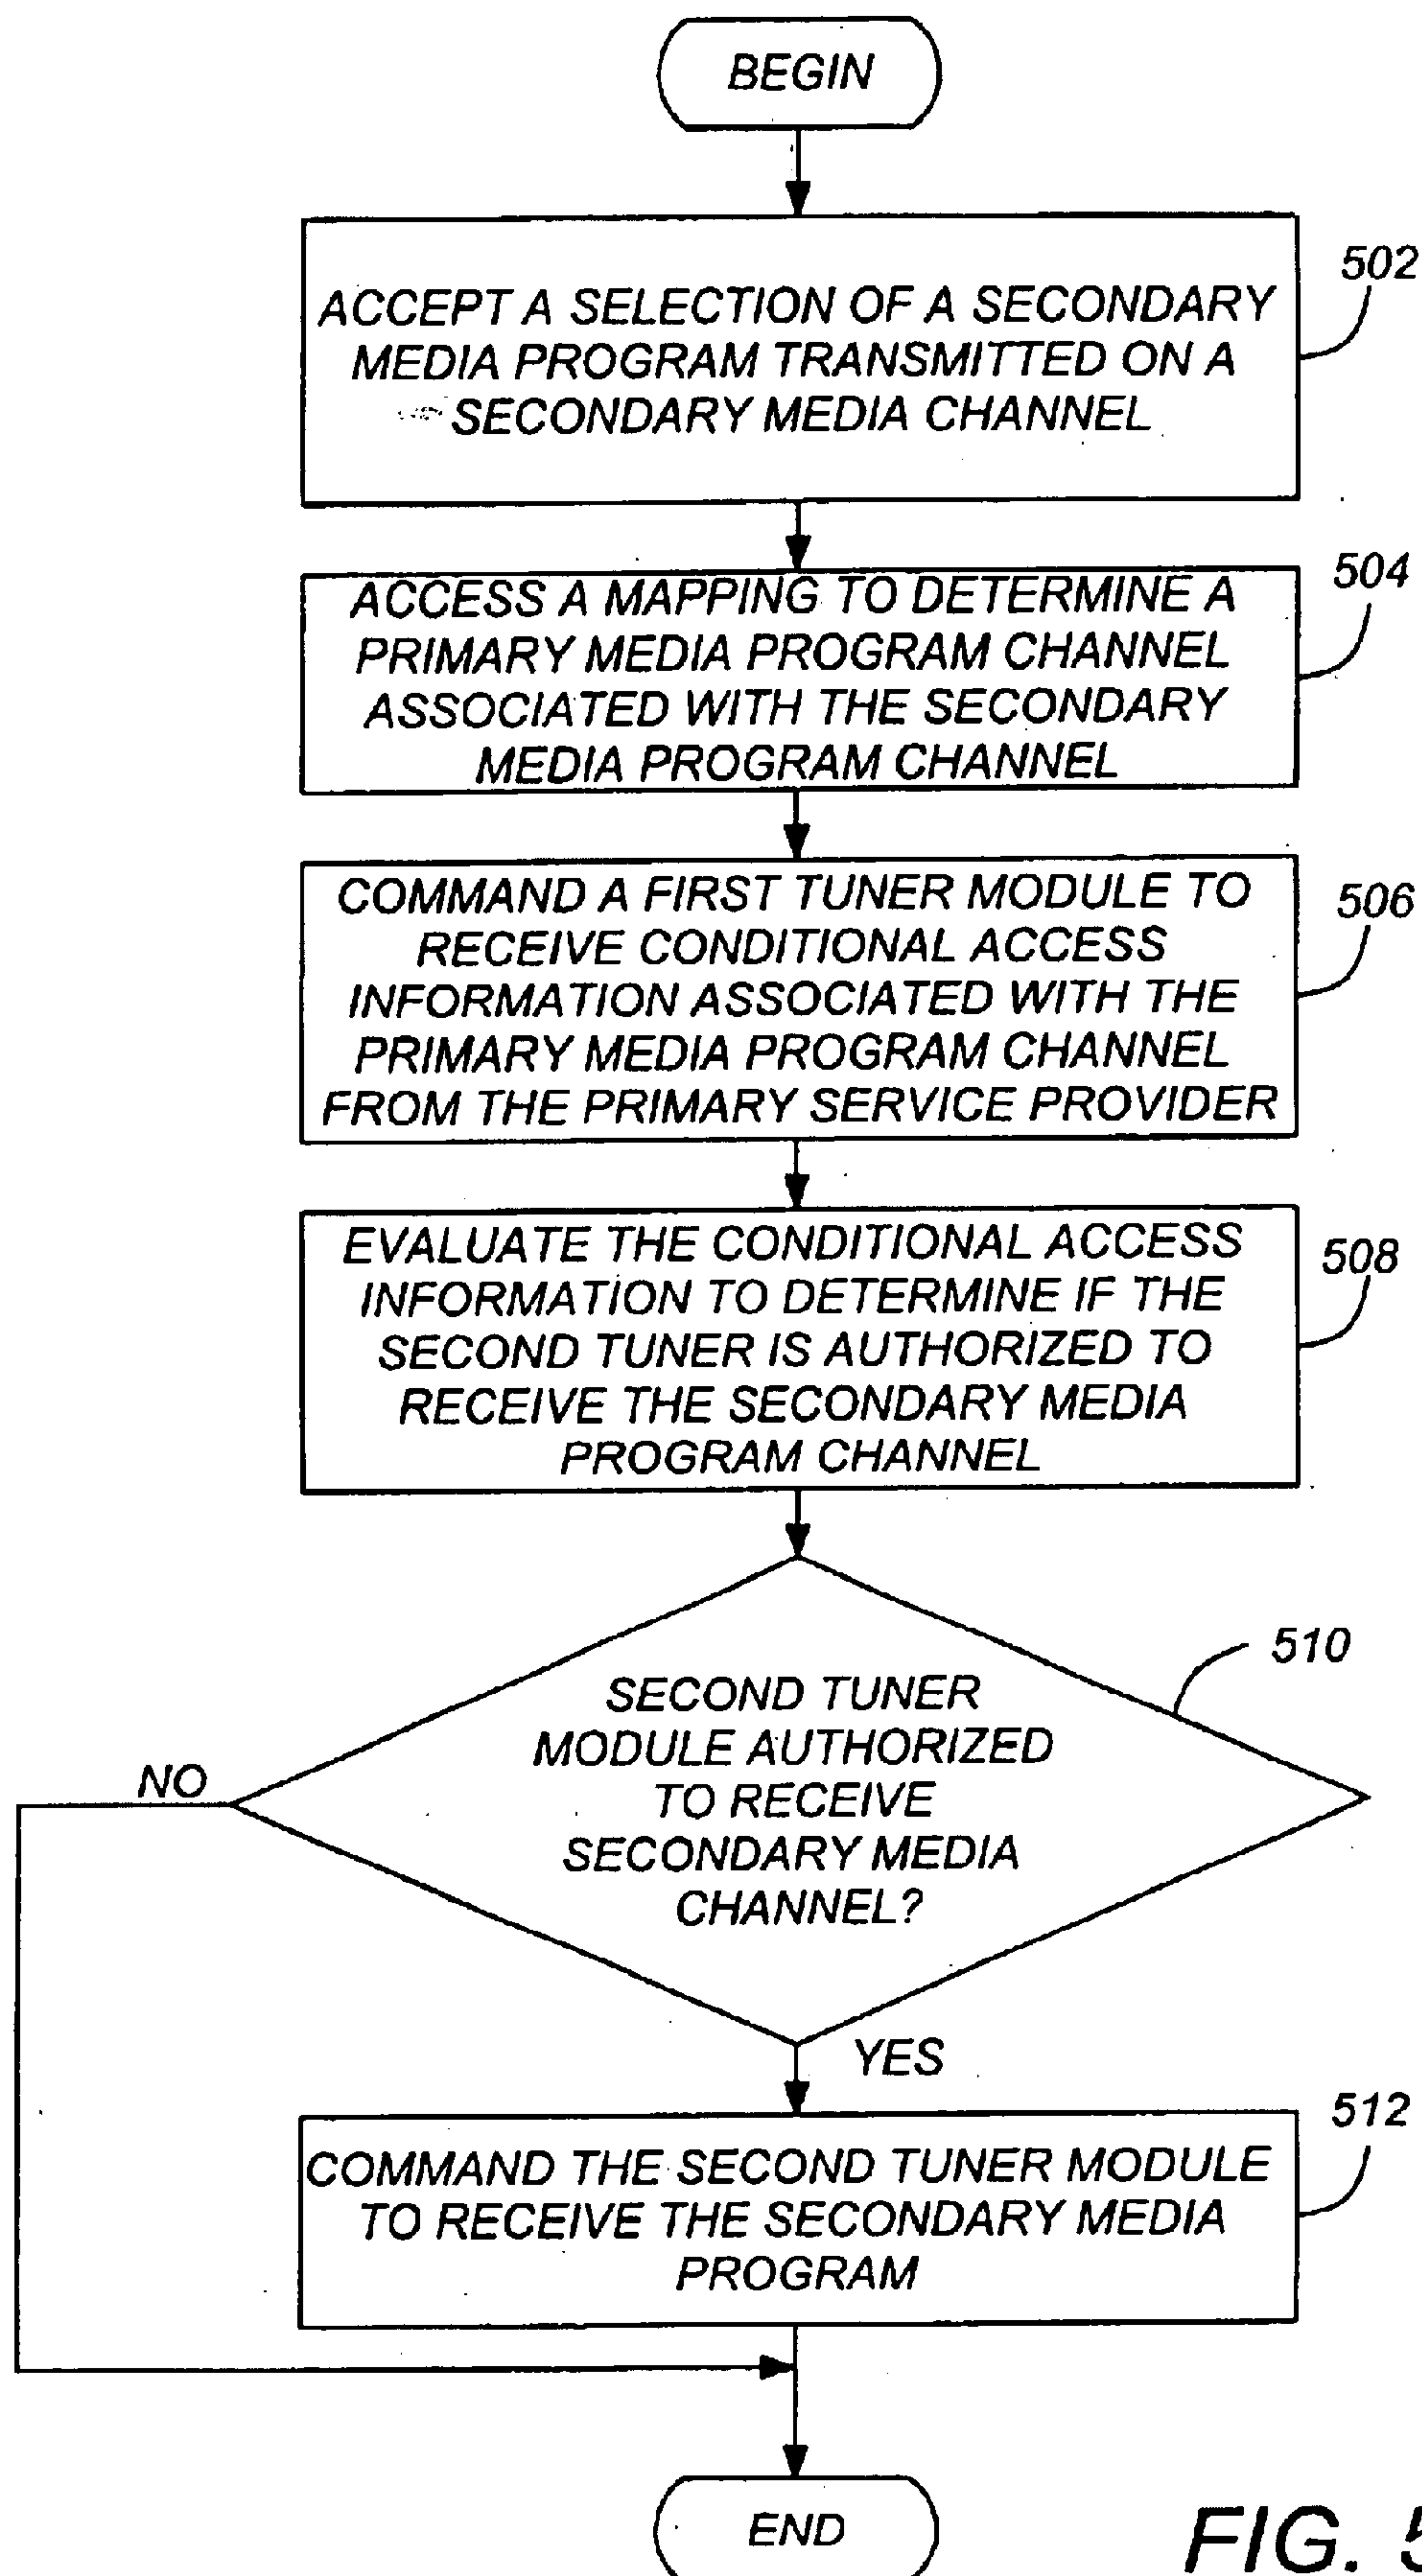 BEGIN
502
ACCEPT A SELECTION OF A SECONDARY
MEDIA PROGRAM TRANSMITTED ON A
SECONDARY MEDIA CHANNEL
504
ACCESS A MAPPING TO DETERMINE A
PRIMARY MEDIA PROGRAM CHANNEL
ASSOCIATED WITH THE SECONDARY
MEDIA PROGRAM CHANNEL
506
COMMAND A FIRST TUNER MODULE TO
RECEIVE CONDITIONAL ACCESS
INFORMATION ASSOCIATED WITH THE
PRIMARY MEDIA PROGRAM CHANNEL
FROM THE PRIMARY SERVICE PROVIDER
508
EVALUATE THE CONDITIONAL ACCESS
INFORMATION TO DETERMINE IF THE
SECOND TUNER IS AUTHORIZED TO
RECEIVE THE SECONDARY MEDIA
PROGRAM CHANNEL
510
SECOND TUNER
MODULE AUTHORIZED
TO RECEIVE
SECONDARY MEDIA
CHANNEL?
NO
YES
512
COMMAND THE SECOND TUNER MODULE
TO RECEIVE THE SECONDARY MEDIA
PROGRAM
END
FIG. 5